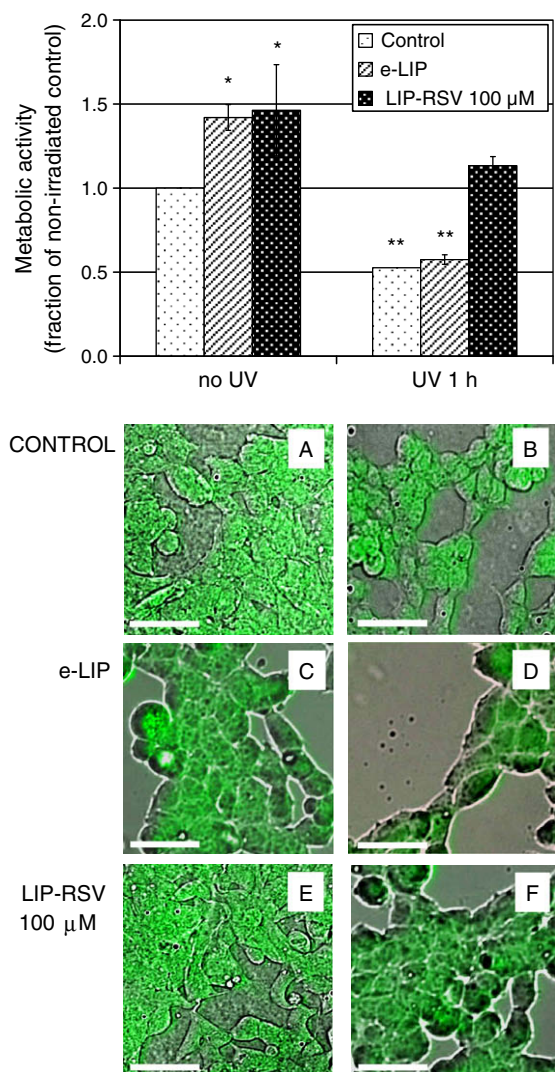 Metabolic activity
(fraction of non-irradiated control)
2.0
1.5
1.0
0.5
0.0
Control
e-LIP
LIP-RSV 100 µM
*
*
**
**
no UV
UV 1 h
CONTROL
A
B
e-LIP
C
D
LIP-RSV
100 µM
E
F